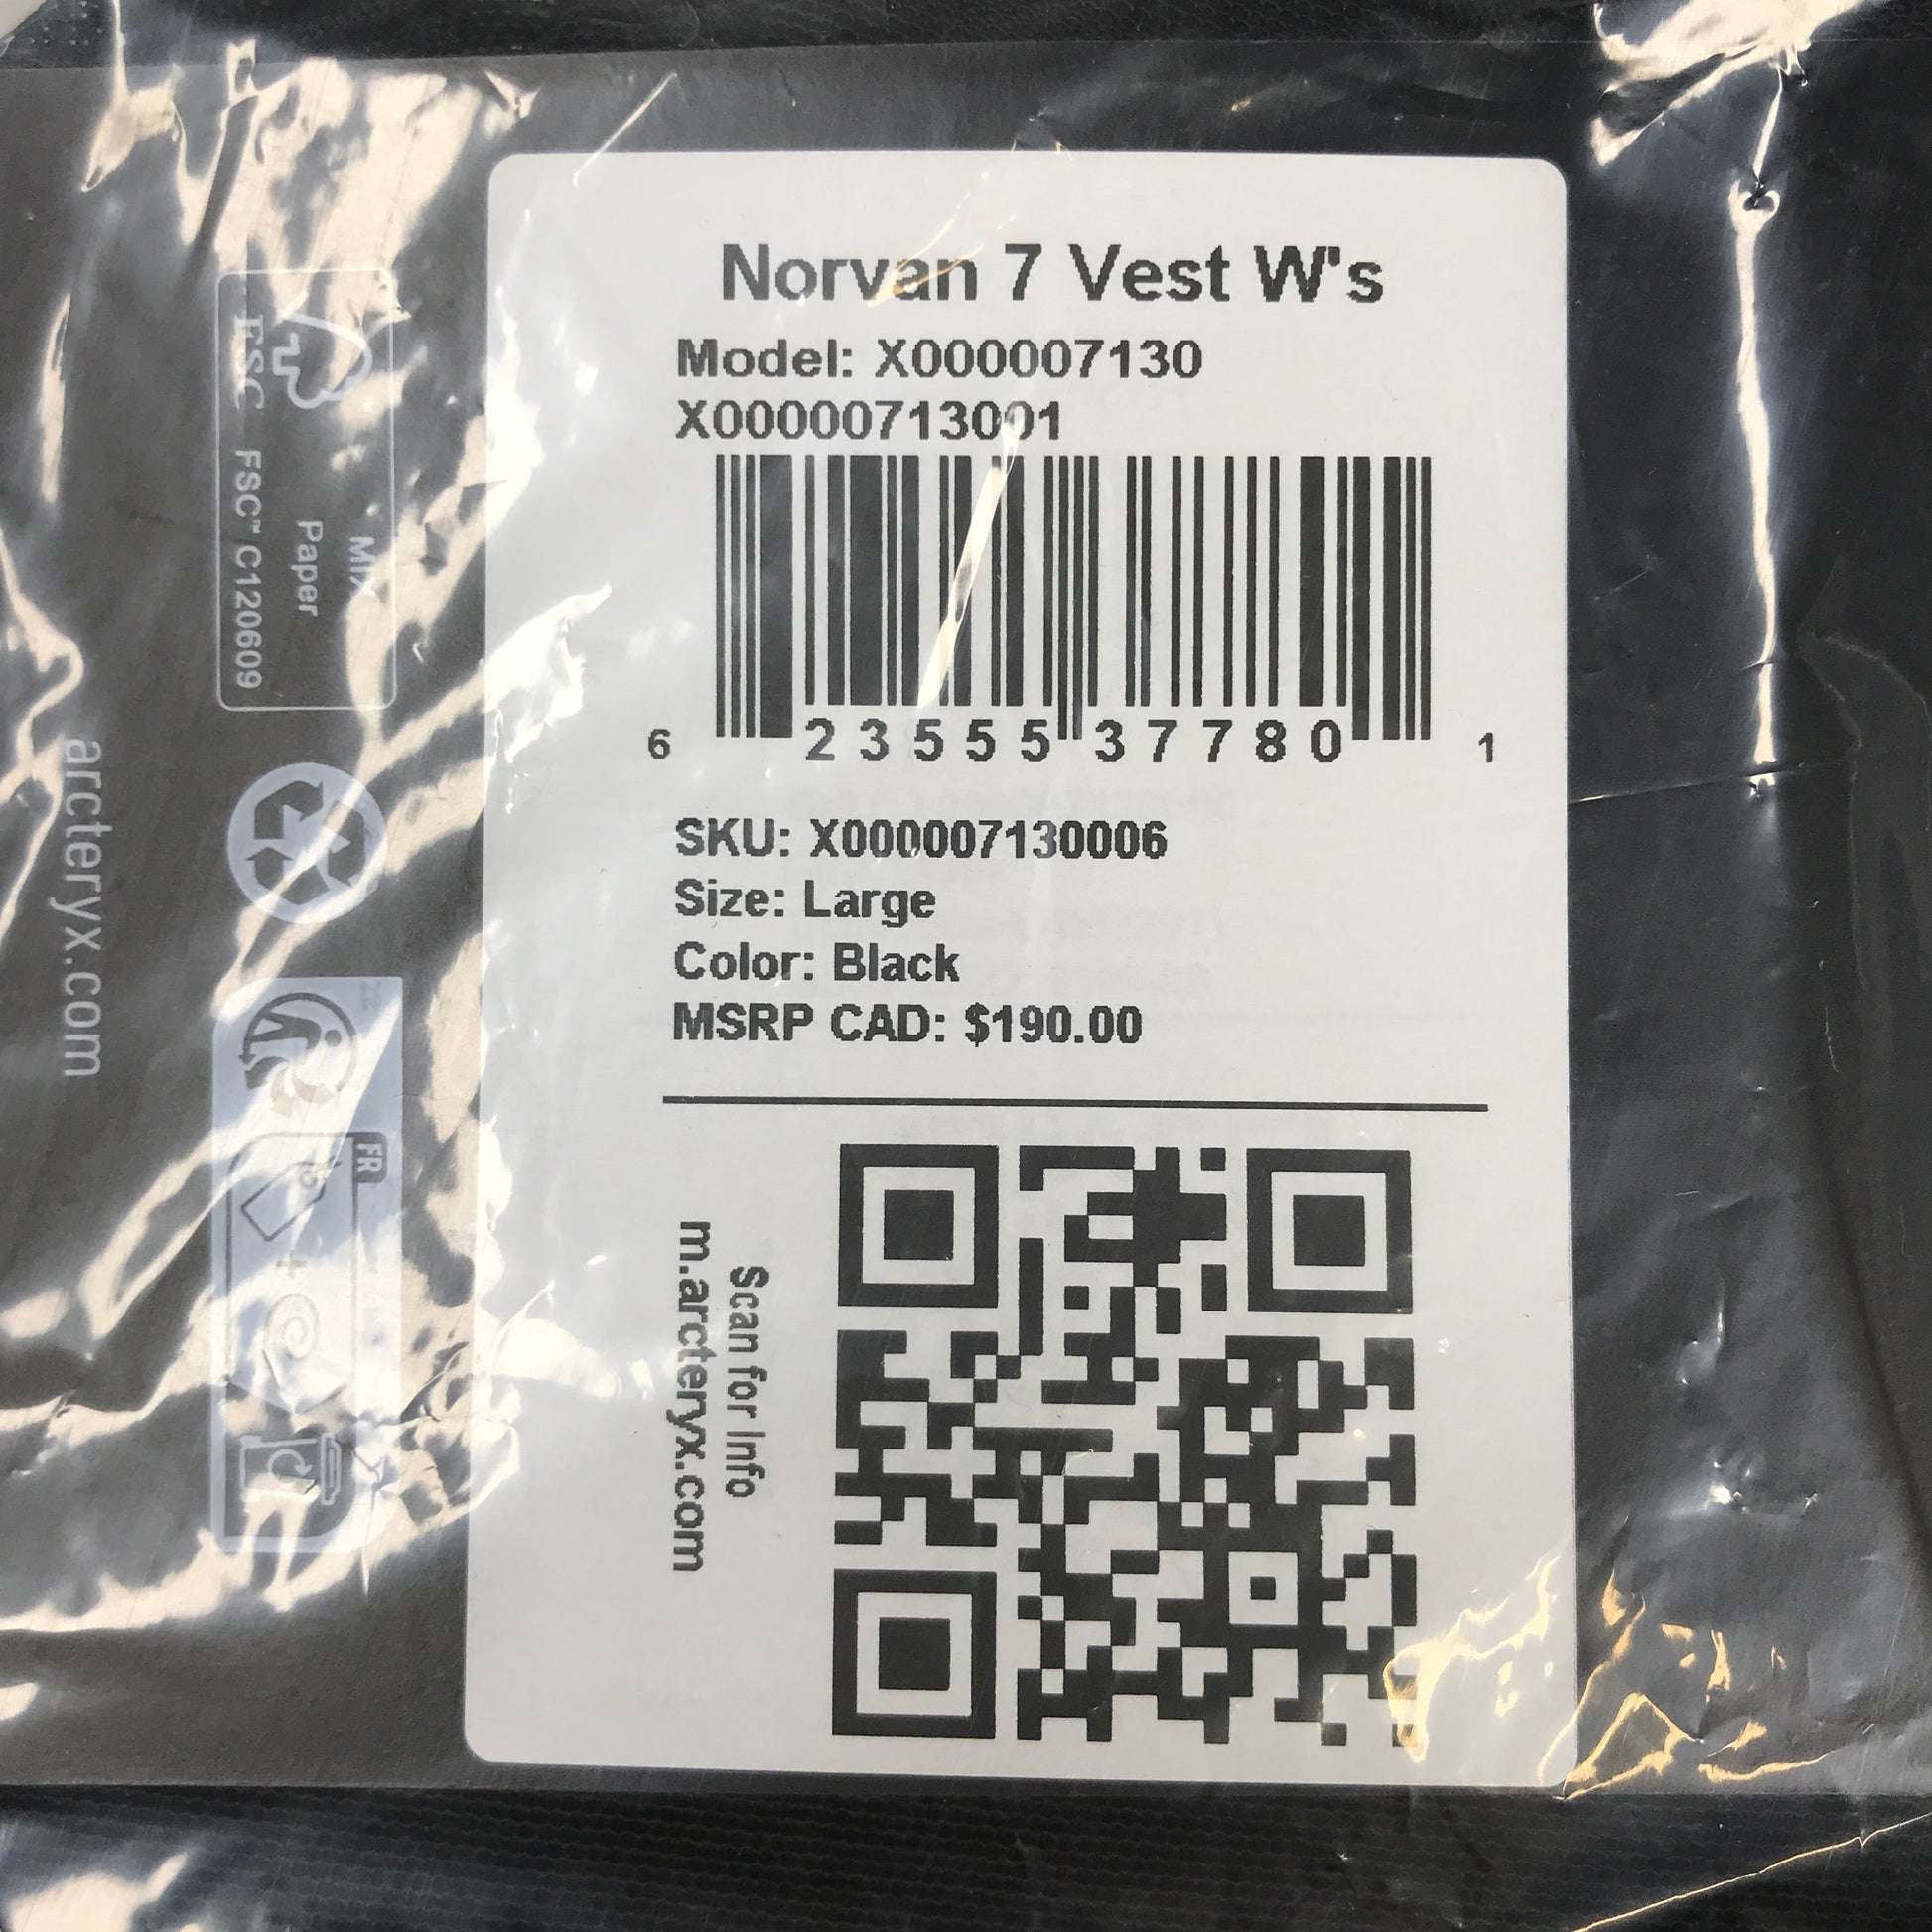 Norvan 7 Vest W's
Model: X000007130
X00000713001
6 23555 37780 1
SKU: X000007130006
Size: Large
Color: Black
MSRP CAD: $190.00
Scan for Info
m.arcteryx.com
MIX
Paper
FSC™ C120609
FSC
FR
arcteryx.com